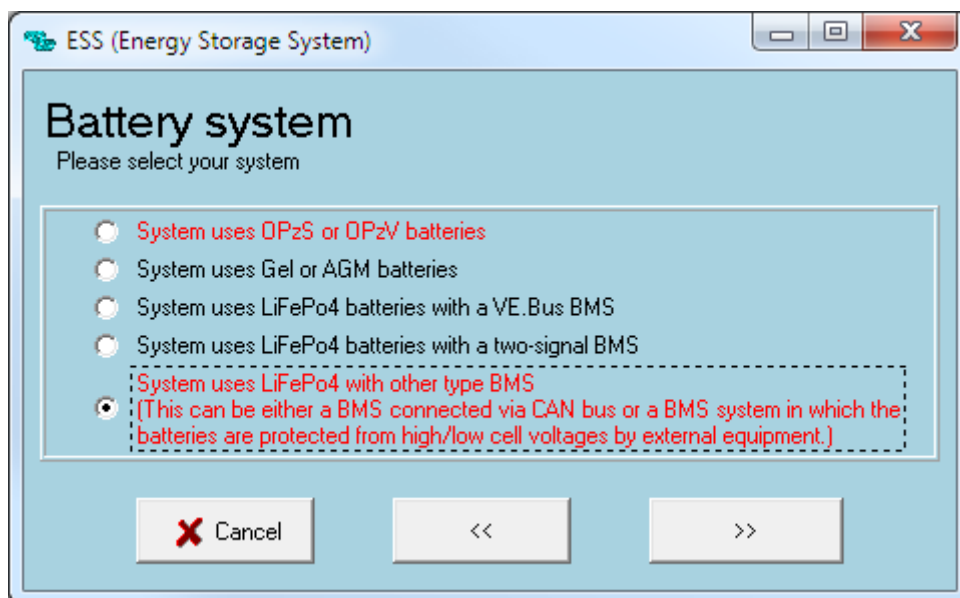 ESS (Energy Storage System)
Battery system
Please select your system
System uses OPzS or OPzV batteries
System uses Gel or AGM batteries
System uses LiFePo4 batteries with a VE.Bus BMS
System uses LiFePo4 batteries with a two-signal BMS
System uses LiFePo4 with other type BMS
(This can be either a BMS connected via CAN bus or a BMS system in which the
batteries are protected from high/low cell voltages by external equipment.)
Cancel
<<
>>